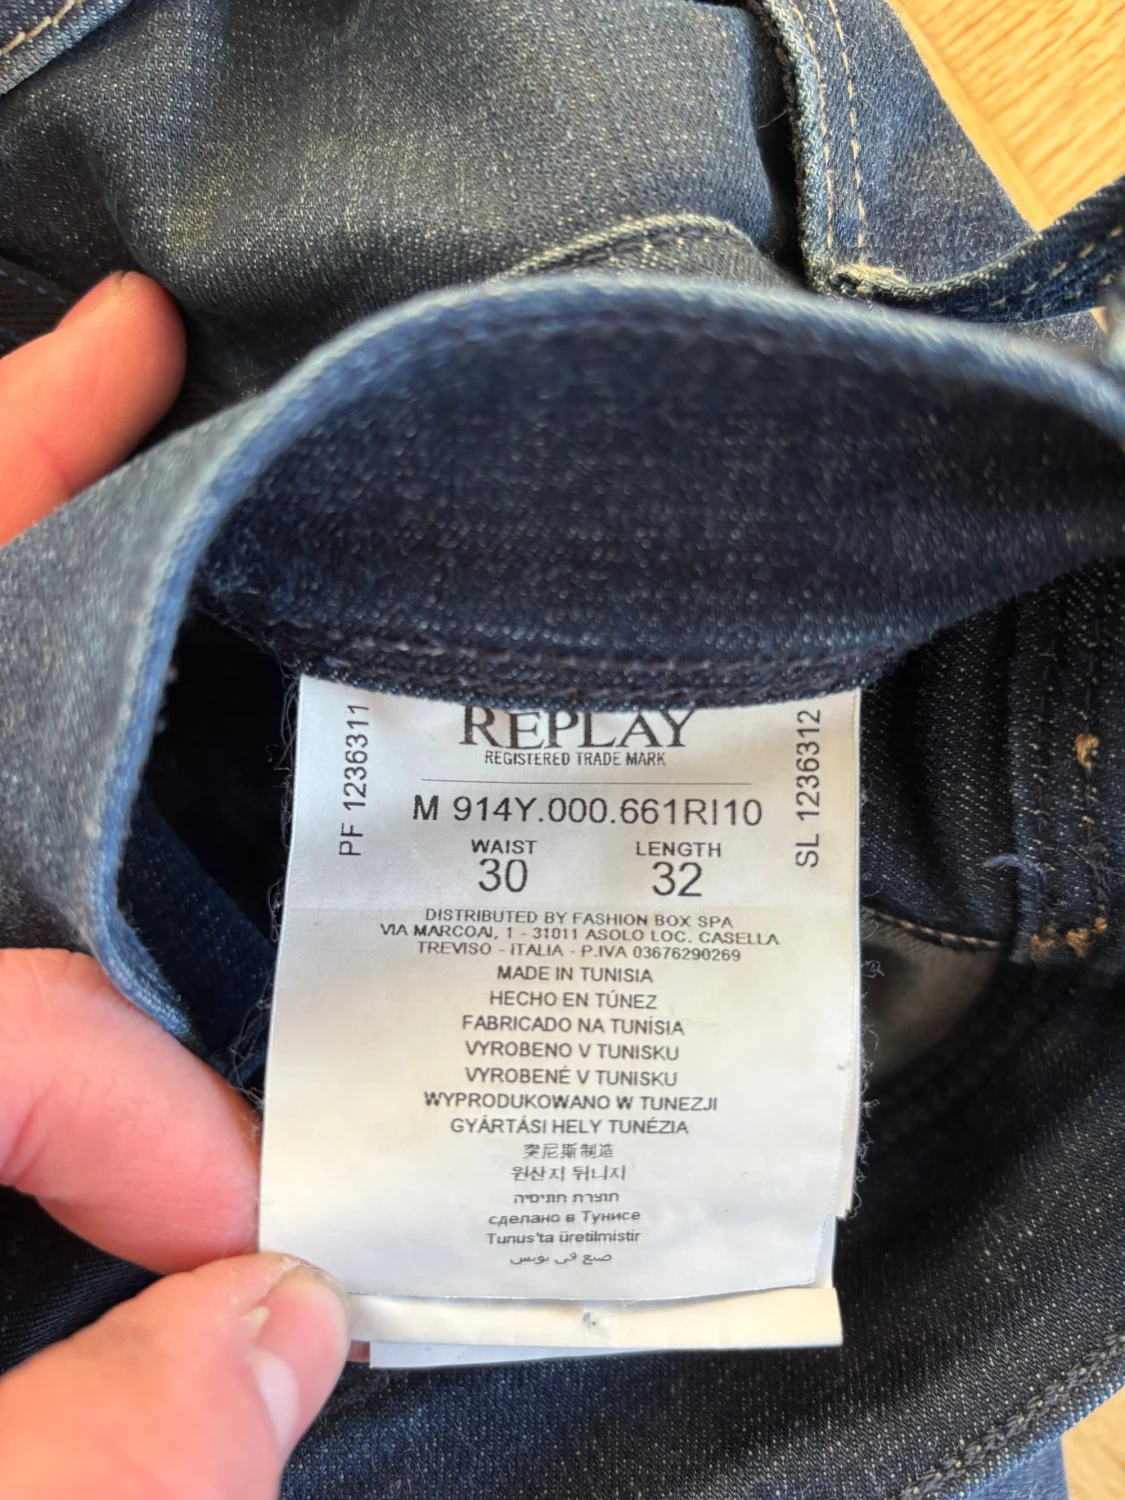 REPLAY
REGISTERED TRADE MARK
PF 1236311
SL 1236312
M 914Y.000.661RI10
WAIST LENGTH
30 32
DISTRIBUTED BY FASHION BOX SPA
VIA MARCOAI, 1 - 31011 ASOLO LOC. CASELLA
TREVISO - ITALIA - P.IVA 03676290269
MADE IN TUNISIA
HECHO EN TÚNEZ
FABRICADO NA TUNÍSIA
VYROBENO V TUNISKU
VYROBENÉ V TUNISKU
WYPRODUKOWANO W TUNEZJI
GYÁRTÁSI HELY TUNÉZIA
突尼斯制造
원산지 튀니지
תוצרת תוניסיה
сделано в Тунисе
Tunus'ta üretilmistir
صنع في تونس